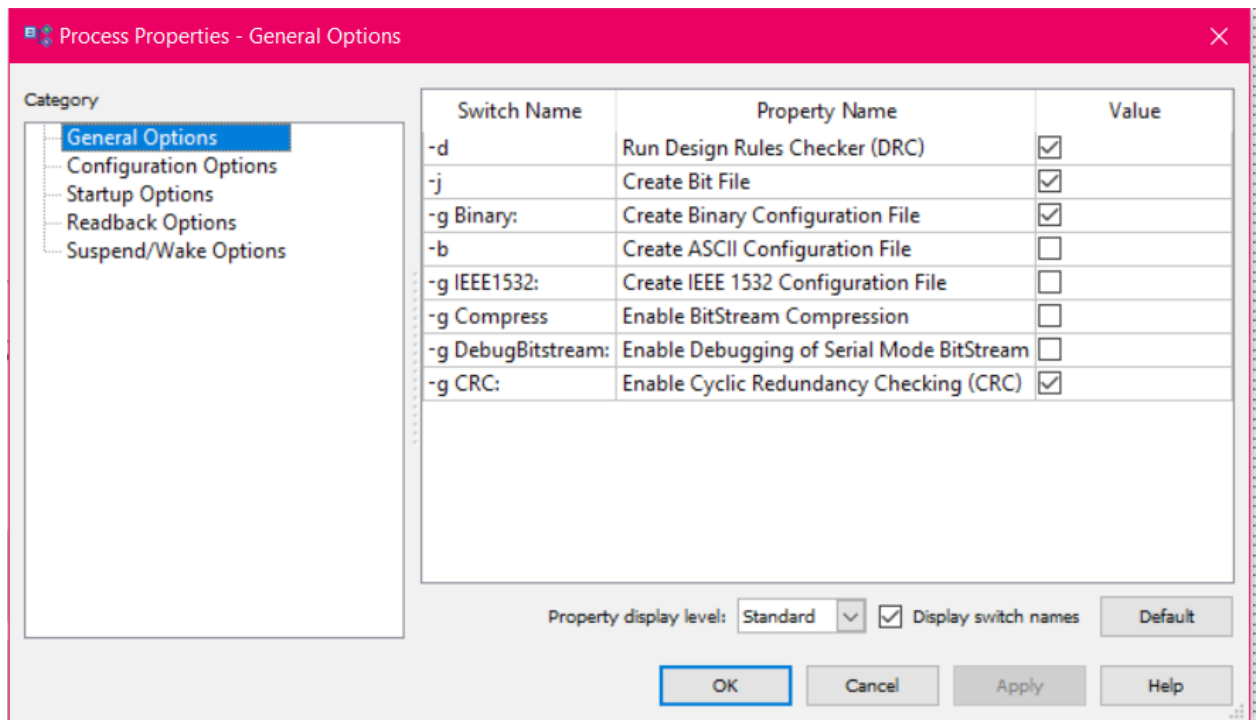 Process Properties - General Options
Category
General Options
Configuration Options
Startup Options
Readback Options
Suspend/Wake Options
Switch Name Property Name Value
-d Run Design Rules Checker (DRC)
-j Create Bit File
-g Binary: Create Binary Configuration File
-b Create ASCII Configuration File
-g IEEE1532: Create IEEE 1532 Configuration File
-g Compress Enable BitStream Compression
-g DebugBitstream: Enable Debugging of Serial Mode BitStream
-g CRC: Enable Cyclic Redundancy Checking (CRC)
Property display level: Standard Display switch names Default
OK Cancel Apply Help